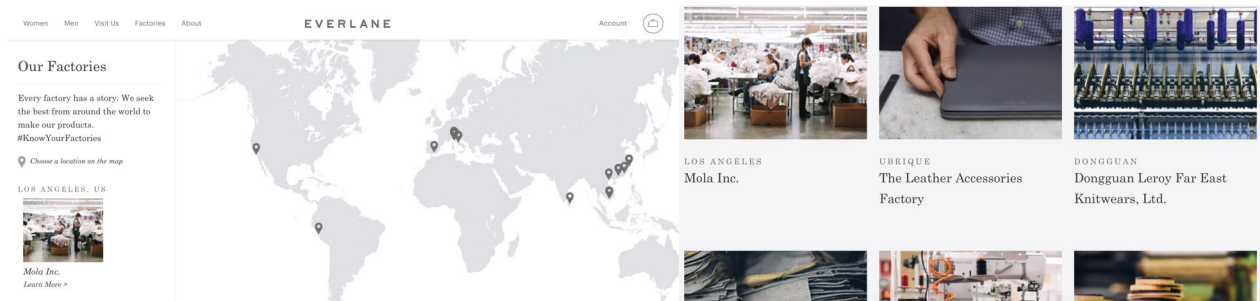 Women Men Visit Us Factories About
EVERLANE
Account
Our Factories
Every factory has a story. We seek
the best from around the world to
make our products.
#KnowYourFactories
Choose a location on the map
LOS ANGELES, US
Mola Inc.
Learn More >
LOS ANGELES
Mola Inc.
UBRIQUE
The Leather Accessories
Factory
DONGGUAN
Dongguan Leroy Far East
Knitwears, Ltd.